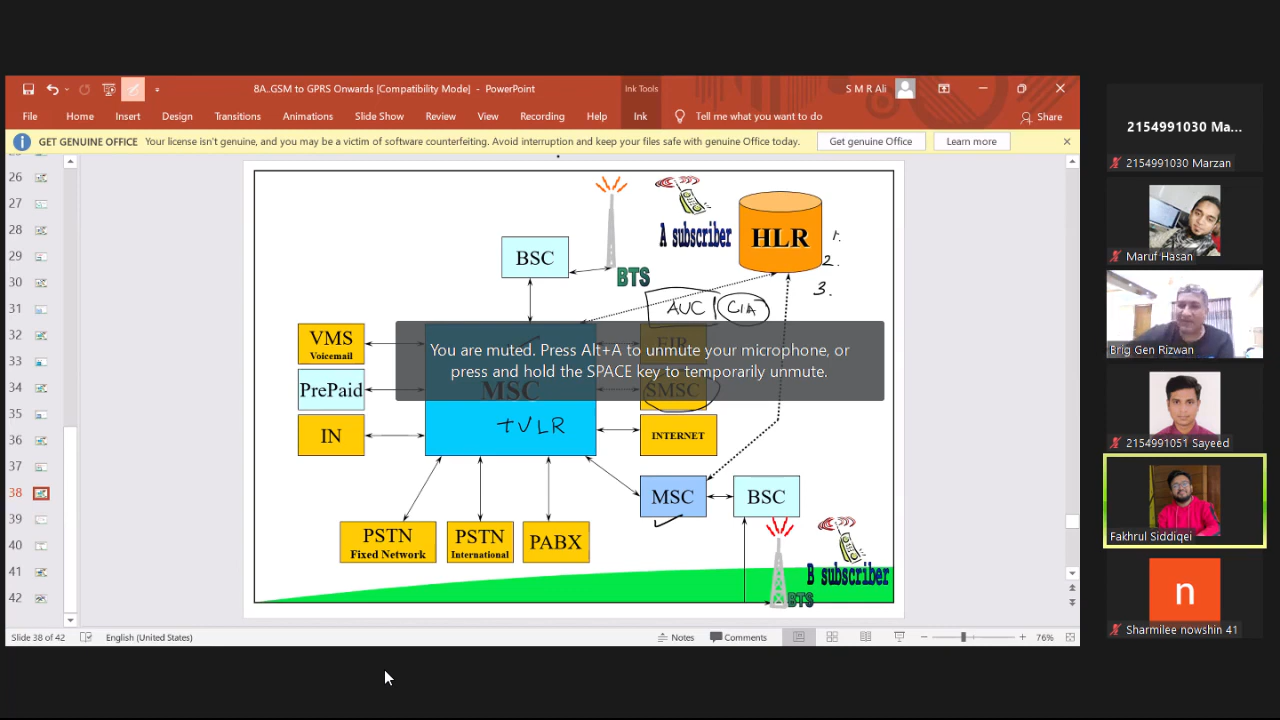 8A..GSM to GPRS Onwards [Compatibility Mode] - PowerPoint
Ink Tools
S M R Ali
File Home Insert Design Transitions Animations Slide Show Review View Recording Help Ink Tell me what you want to do Share
GET GENUINE OFFICE Your license isn't genuine, and you may be a victim of software counterfeiting. Avoid interruption and keep your files safe with genuine Office today. Get genuine Office Learn more
26
27
28
29
30
31
32
33
34
35
36
37
38
39
40
41
42
A subscriber
HLR
1.
2.
3.
BSC
BTS
AUC
VMS
Voicemail
EIR
You are muted. Press Alt+A to unmute your microphone, or
press and hold the SPACE key to temporarily unmute.
PrePaid
MSC
SMSC
+VLR
IN
INTERNET
MSC
BSC
PSTN
Fixed Network
PSTN
International
PABX
B subscriber
BTS
Slide 38 of 42 English (United States) Notes Comments 76%
2154991030 Ma...
2154991030 Marzan
Maruf Hasan
Brig Gen Rizwan
2154991051 Sayeed
Fakhrul Siddiqei
n
Sharmilee nowshin 41